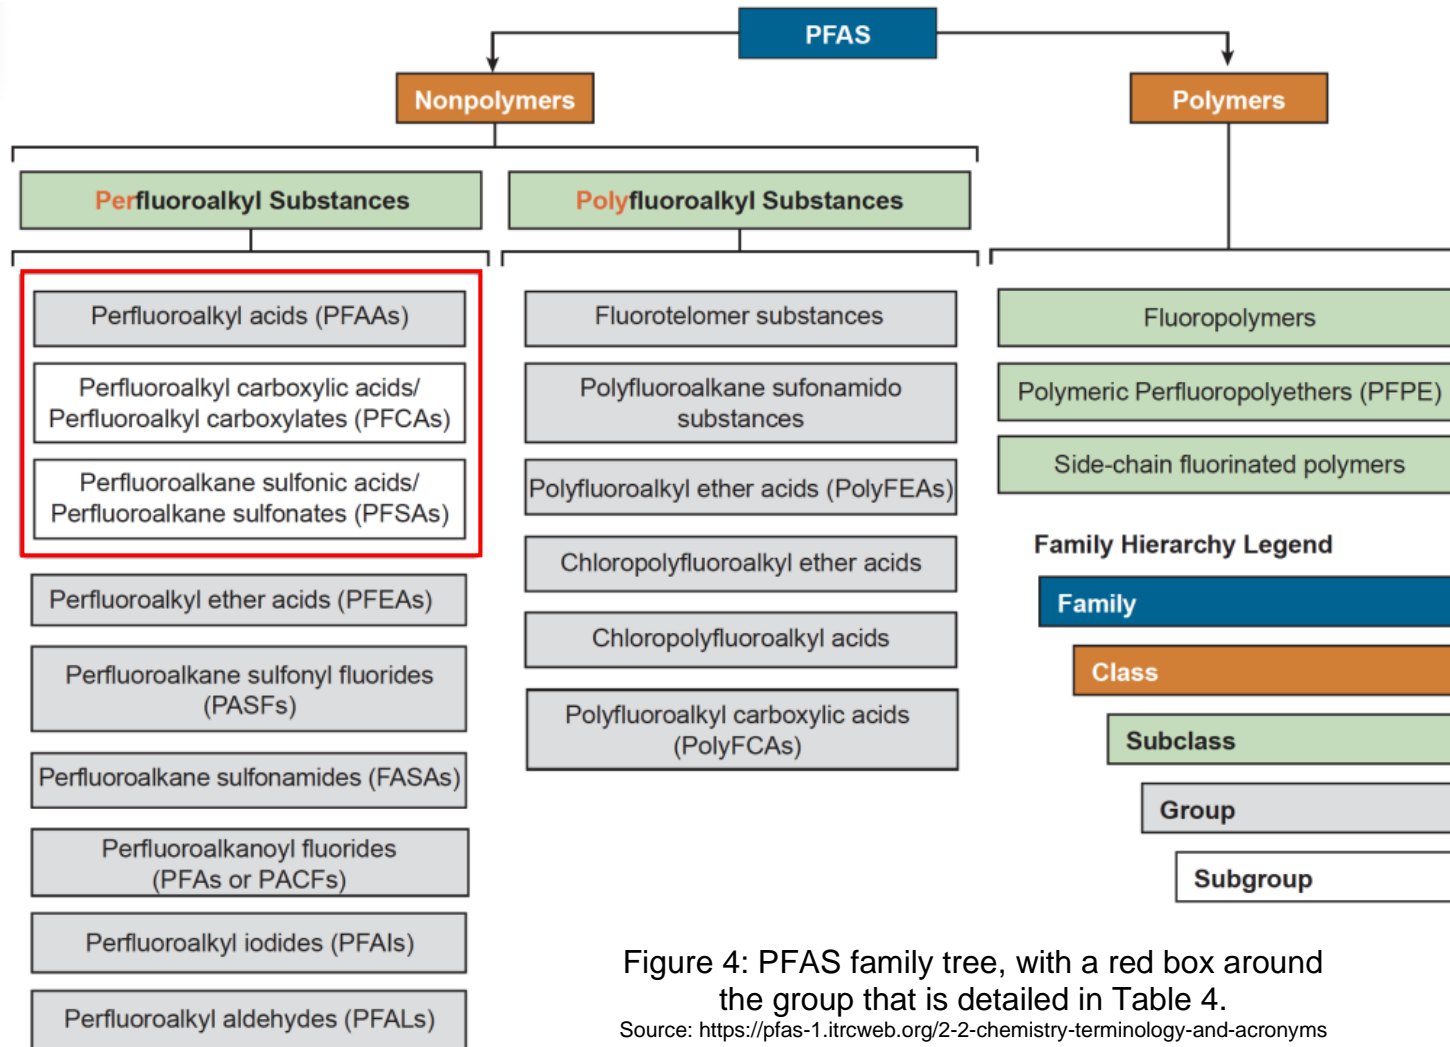 PFAS
Nonpolymers
Polymers
Perfluoroalkyl Substances
Polyfluoroalkyl Substances
Perfluoroalkyl acids (PFAAs)
Perfluoroalkyl carboxylic acids/
Perfluoroalkyl carboxylates (PFCAs)
Perfluoroalkane sulfonic acids/
Perfluoroalkane sulfonates (PFSAs)
Perfluoroalkyl ether acids (PFEAs)
Perfluoroalkane sulfonyl fluorides
(PASFs)
Perfluoroalkane sulfonamides (FASAs)
Perfluoroalkanoyl fluorides
(PFAs or PACFs)
Perfluoroalkyl iodides (PFAIs)
Perfluoroalkyl aldehydes (PFALs)
Fluorotelomer substances
Polyfluoroalkane sufonamido
substances
Polyfluoroalkyl ether acids (PolyFEAs)
Chloropolyfluoroalkyl ether acids
Chloropolyfluoroalkyl acids
Polyfluoroalkyl carboxylic acids
(PolyFCAs)
Fluoropolymers
Polymeric Perfluoropolyethers (PFPE)
Side-chain fluorinated polymers
Family Hierarchy Legend
Family
Class
Subclass
Group
Subgroup
Figure 4: PFAS family tree, with a red box around
the group that is detailed in Table 4.
Source: https://pfas-1.itrcweb.org/2-2-chemistry-terminology-and-acronyms